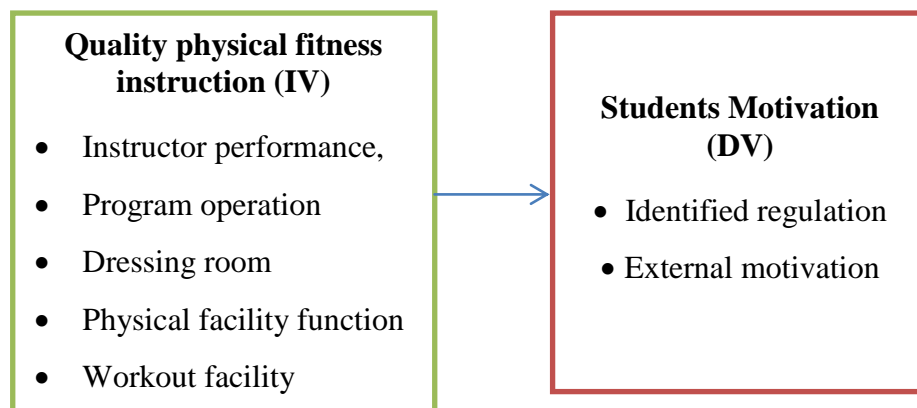 Quality physical fitness
instruction (IV)
• Instructor performance,
• Program operation
• Dressing room
• Physical facility function
• Workout facility
Students Motivation
(DV)
• Identified regulation
• External motivation